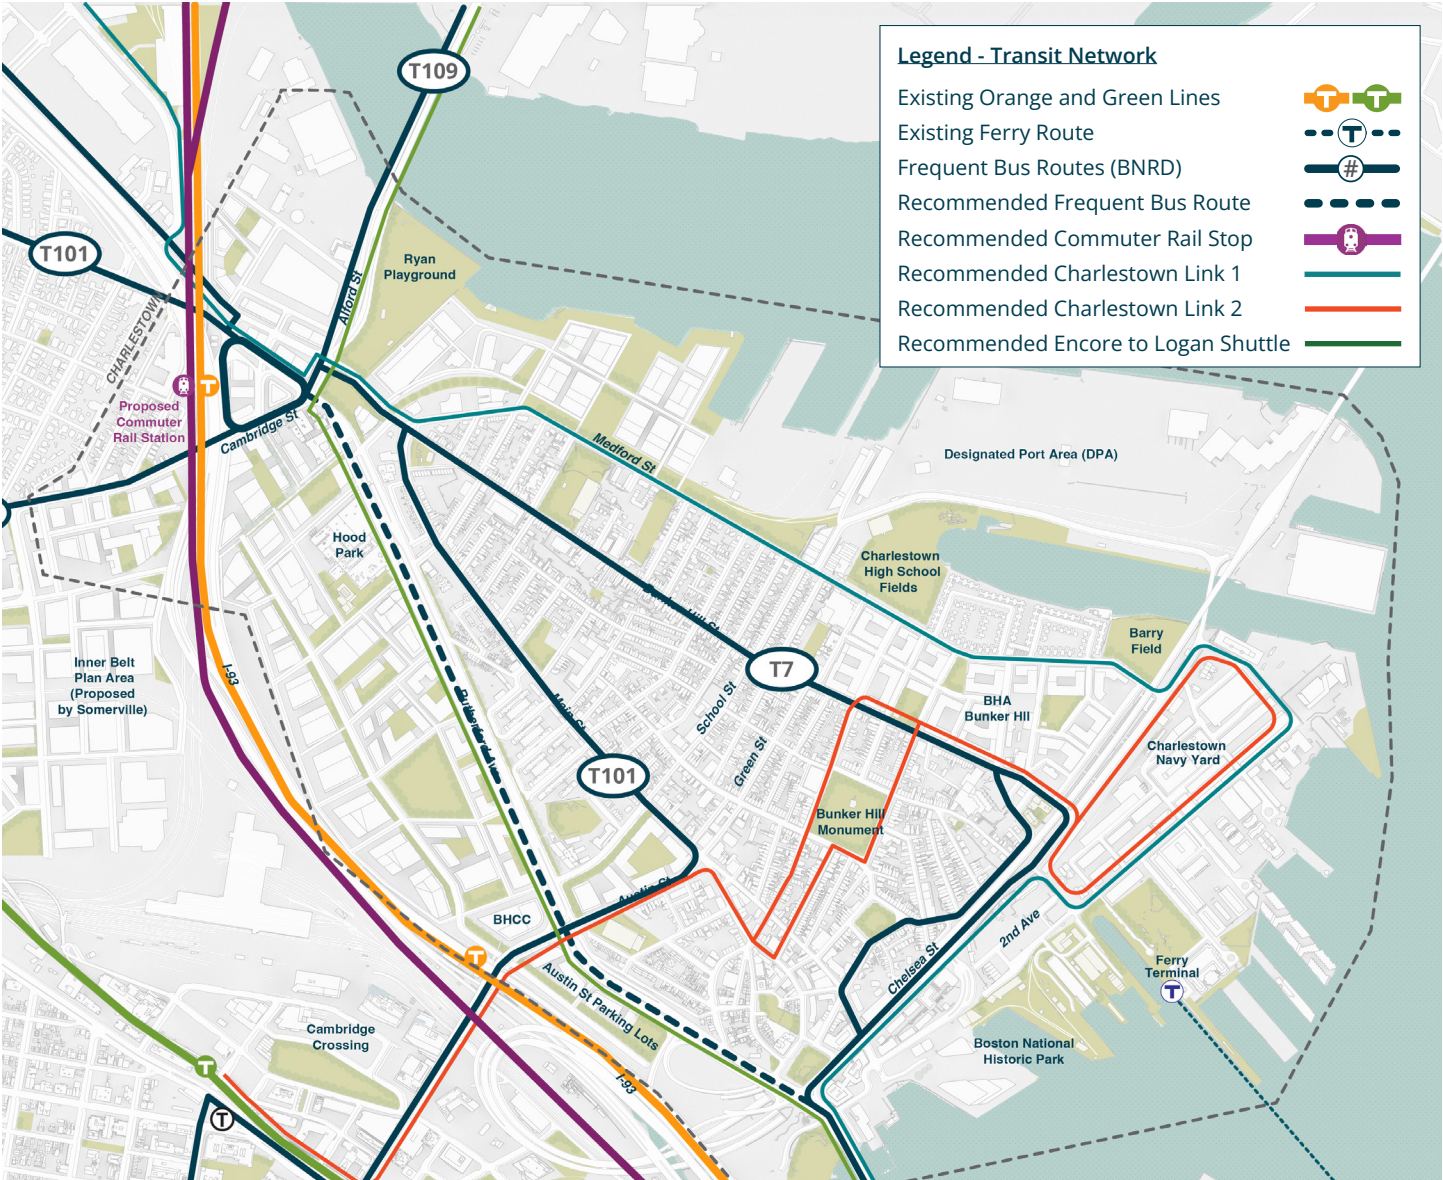 Legend - Transit Network
Existing Orange and Green Lines
T
T
Existing Ferry Route
T
Frequent Bus Routes (BNRD)
#
Recommended Frequent Bus Route
Recommended Commuter Rail Stop
Recommended Charlestown Link 1
Recommended Charlestown Link 2
Recommended Encore to Logan Shuttle
T109
T101
Ryan
Playground
Alford St
CHARLESTOWN
T
Proposed
Commuter
Rail Station
Cambridge St
Medford St
Designated Port Area (DPA)
Hood
Park
Charlestown
High School
Fields
Bunker Hill St
Barry
Field
T7
Inner Belt
Plan Area
(Proposed
by Somerville)
I-93
School St
BHA
Bunker Hll
Main St
Rutherford Ave
Green St
Charlestown
Navy Yard
T101
Bunker Hill
Monument
Austin St
BHCC
2nd Ave
T
Chelsea St
Ferry
Terminal
T
Austin St Parking Lots
Cambridge
Crossing
Boston National
Historic Park
T
I-93
T